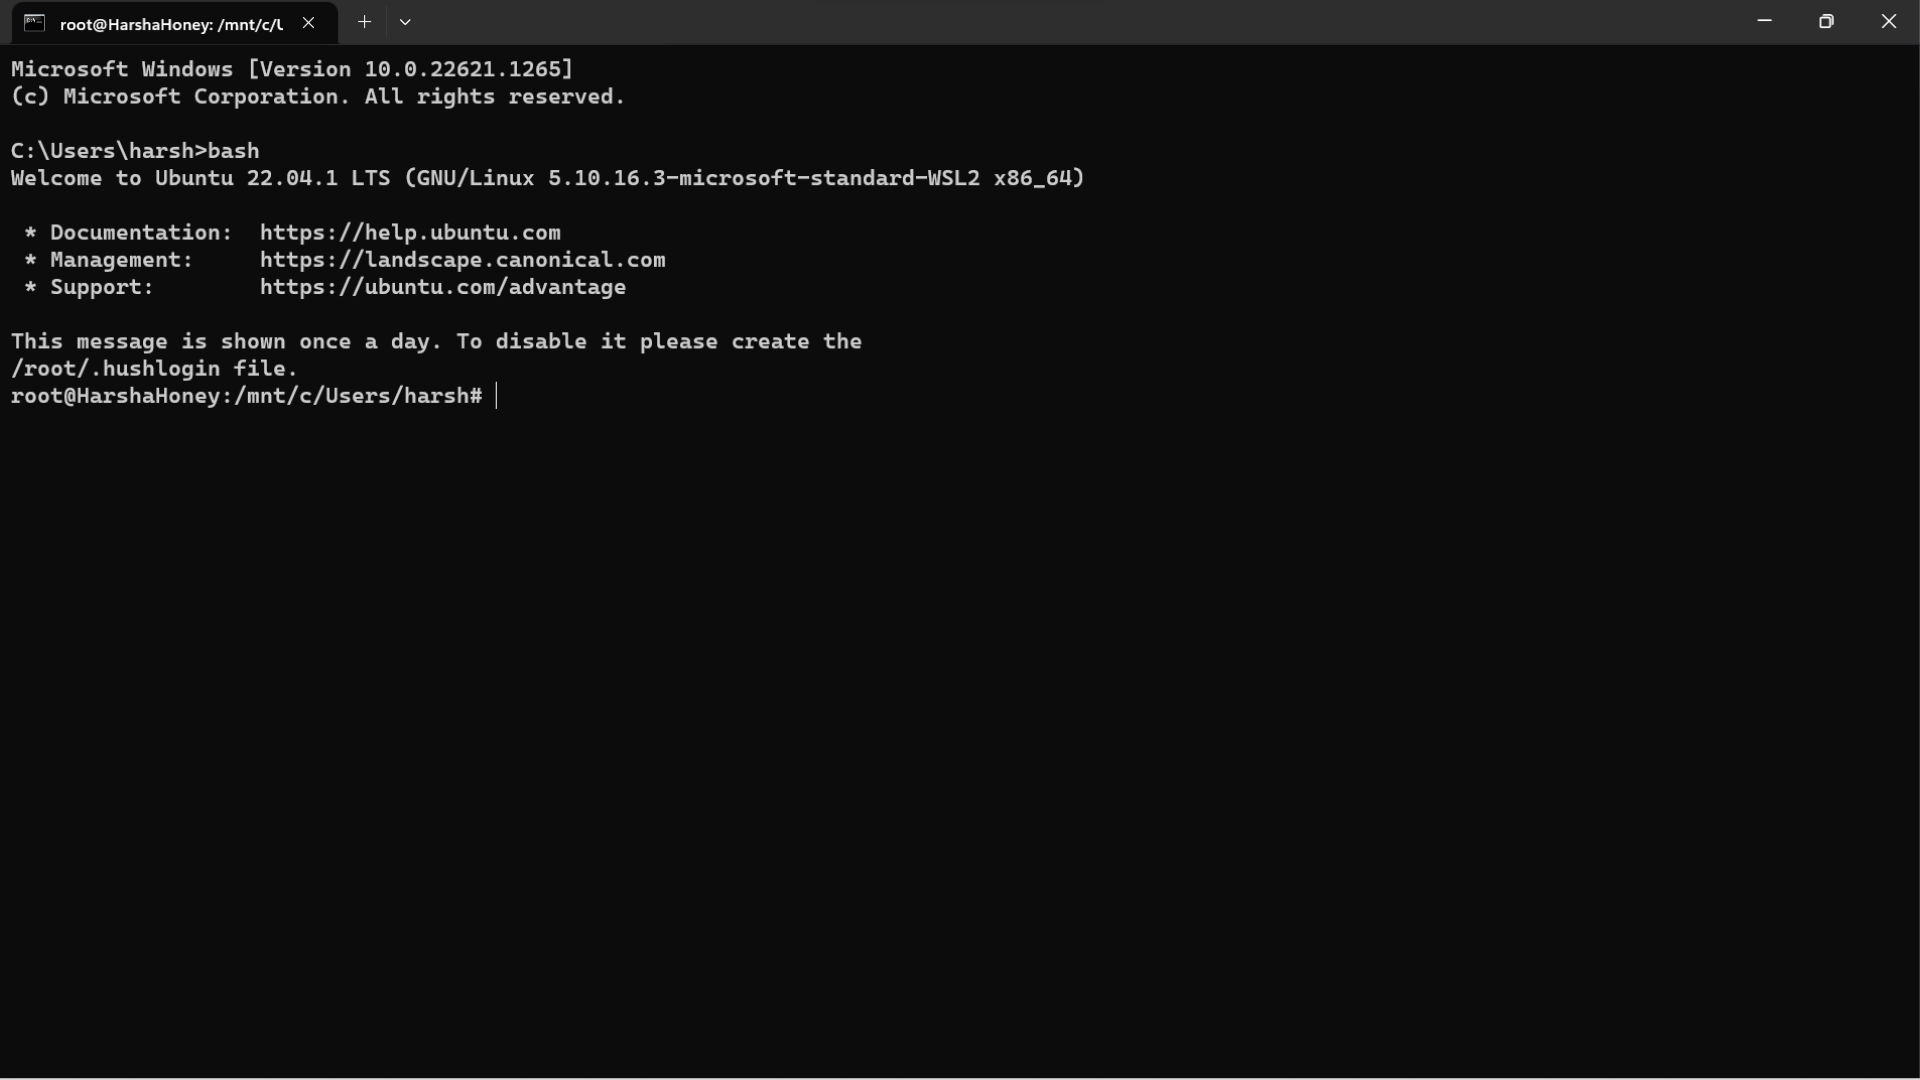 root@HarshaHoney: /mnt/c/
Microsoft Windows [Version 10.0.22621.1265]
(c) Microsoft Corporation. All rights reserved.
C:\Users\harsh>bash
Welcome to Ubuntu 22.04.1 LTS (GNU/Linux 5.10.16.3-microsoft-standard-WSL2 x86_64)
* Documentation:  https://help.ubuntu.com
* Management:     https://landscape.canonical.com
* Support:        https://ubuntu.com/advantage
This message is shown once a day. To disable it please create the
/root/.hushlogin file.
root@HarshaHoney:/mnt/c/Users/harsh#